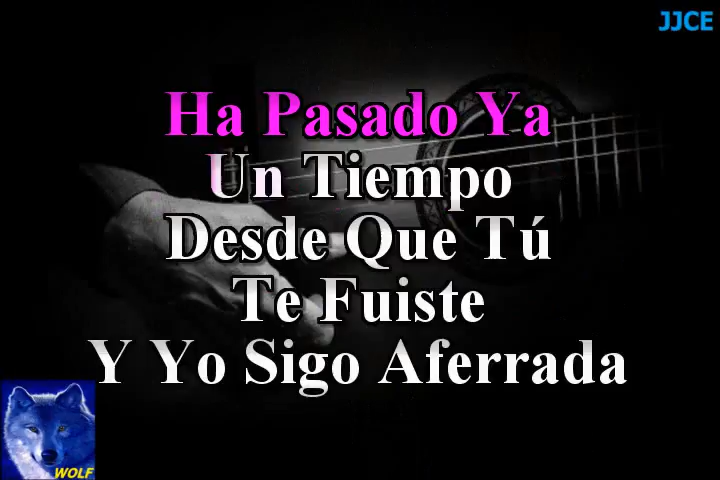 JJCE
Ha Pasado Ya
Un Tiempo
Desde Que Tú
Te Fuiste
Y Yo Sigo Aferrada
WOLF